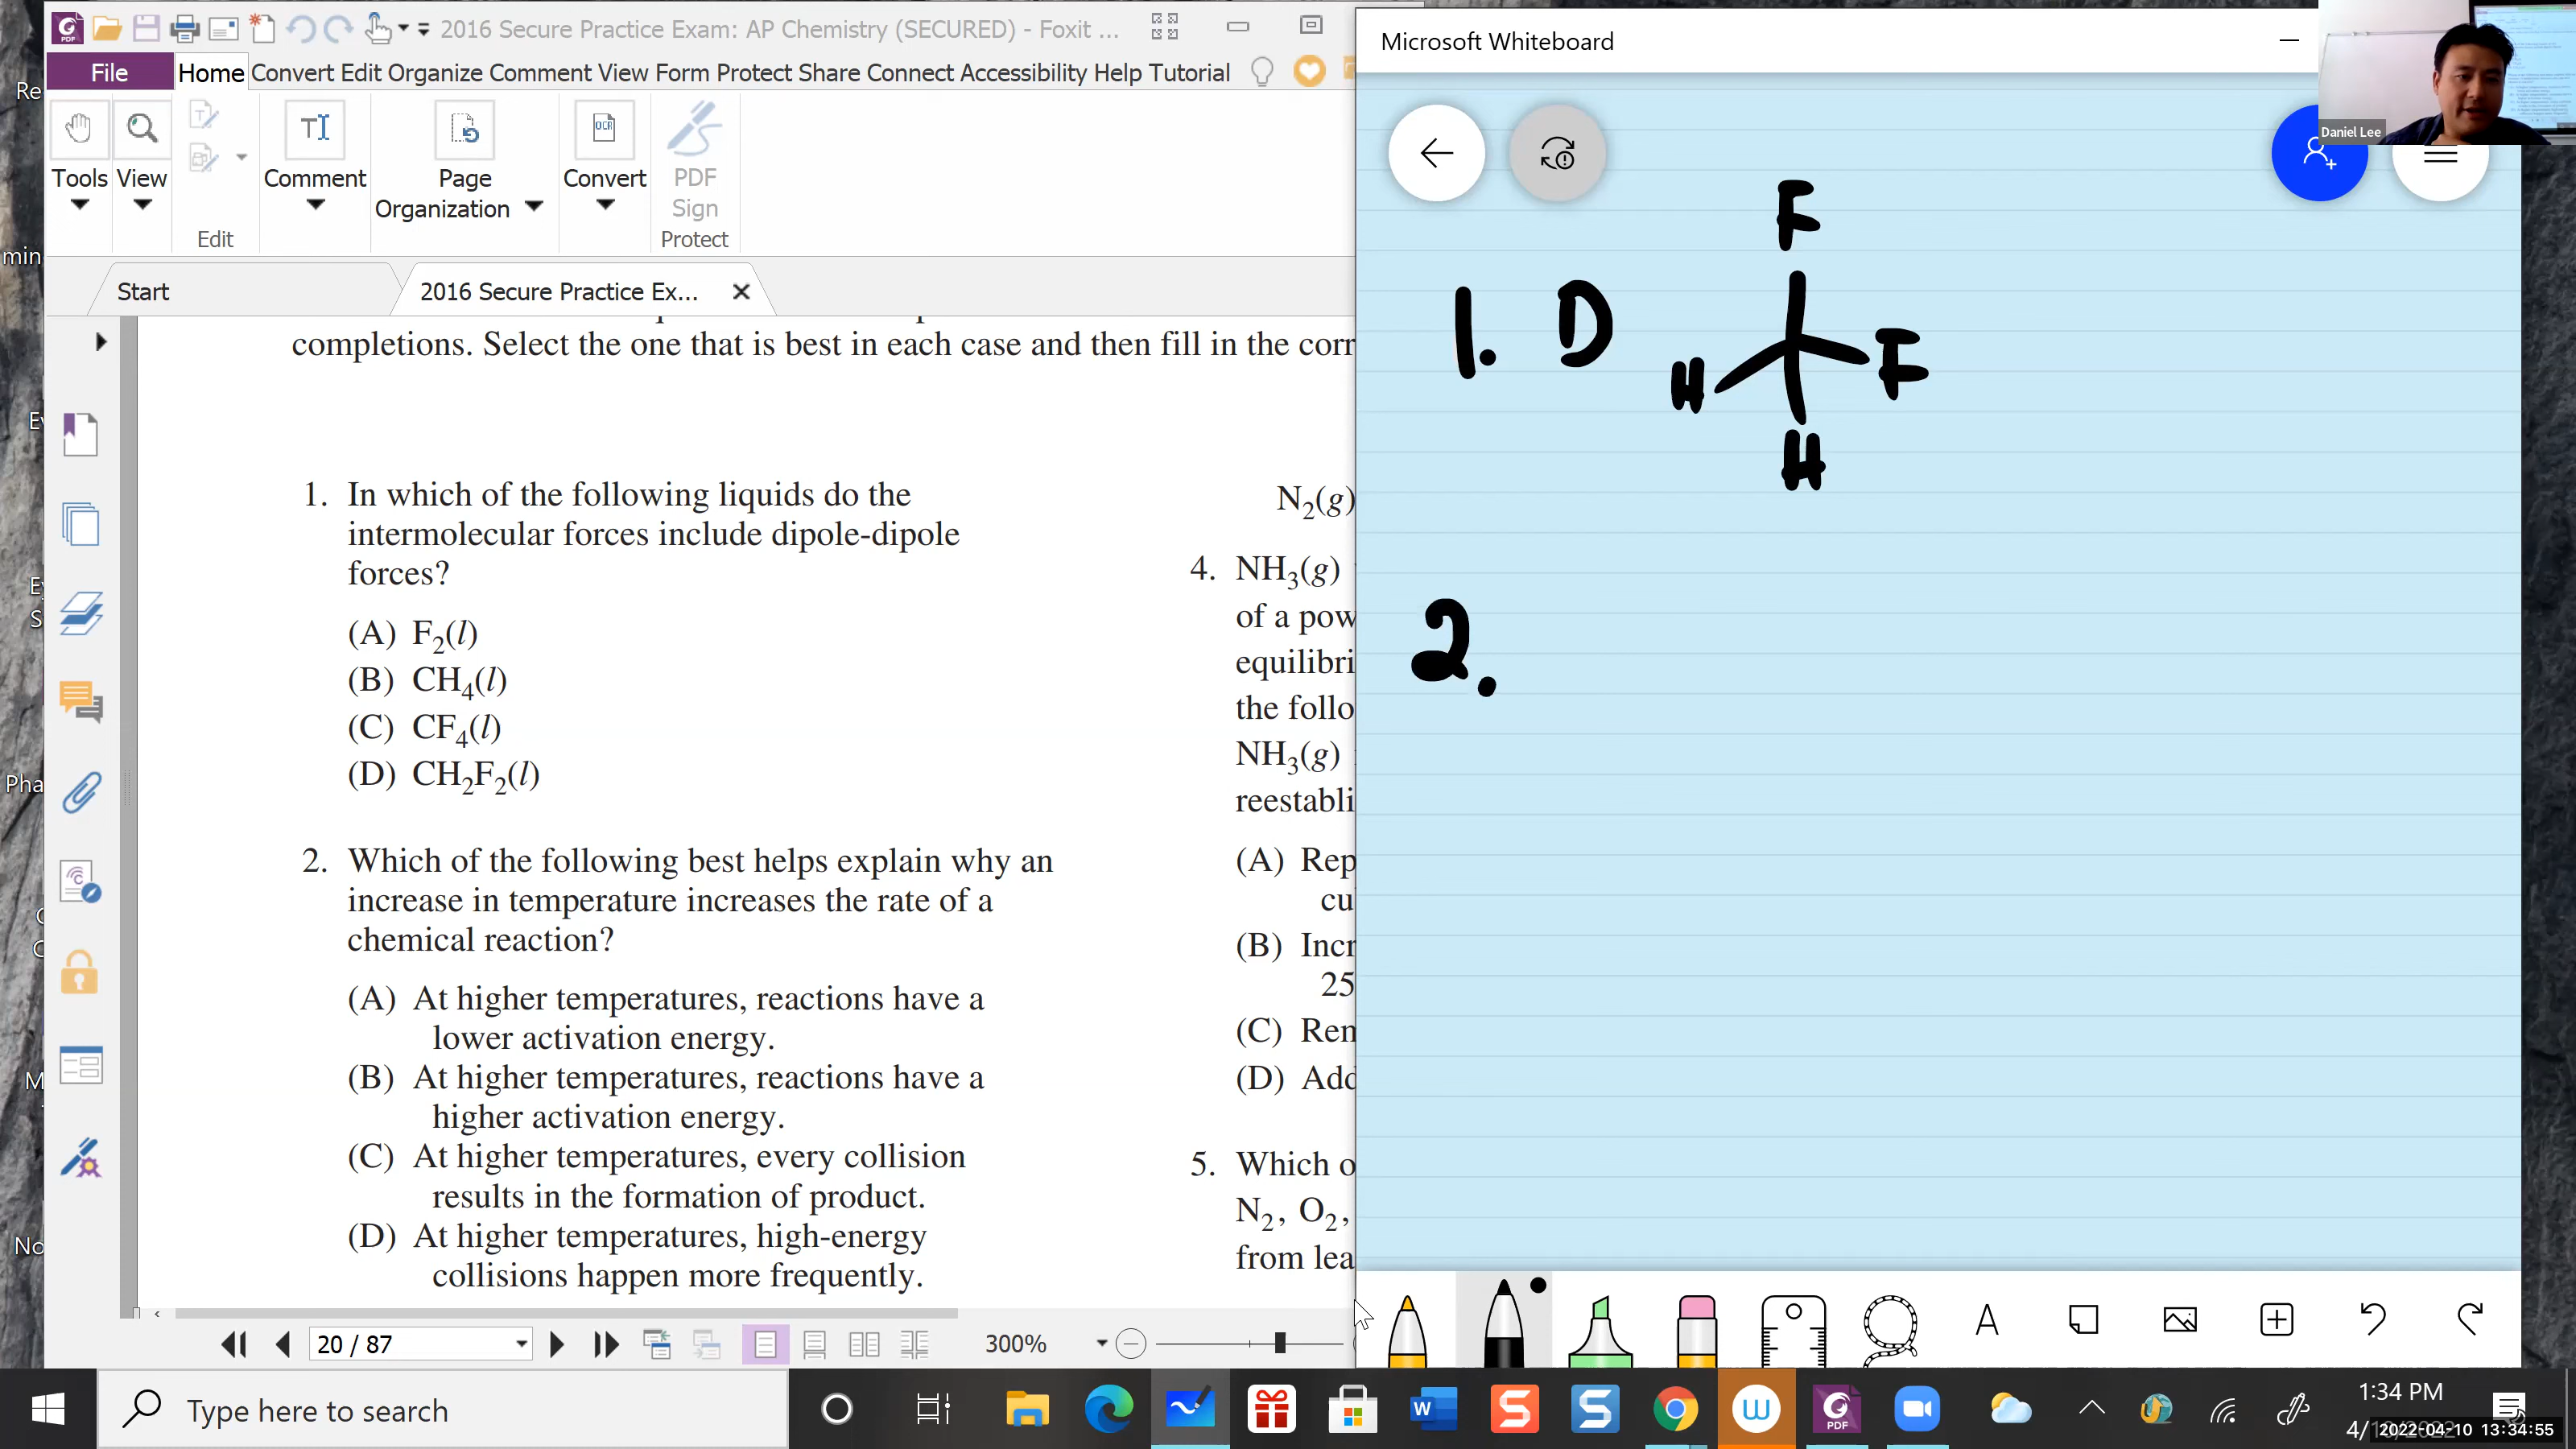 2016 Secure Practice Exam: AP Chemistry (SECURED) - Foxit ...
File Home Convert Edit Organize Comment View Form Protect Share Connect Accessibility Help Tutorial
Tools
View
Edit
Comment
Page Organization
Convert
PDF Sign
Protect
Start
2016 Secure Practice Ex...
completions. Select the one that is best in each case and then fill in the corr
1. In which of the following liquids do the
intermolecular forces include dipole-dipole
forces?
(A) F₂(l)
(B) CH₄(l)
(C) CF₄(l)
(D) CH₂F₂(l)
2. Which of the following best helps explain why an
increase in temperature increases the rate of a
chemical reaction?
(A) At higher temperatures, reactions have a
lower activation energy.
(B) At higher temperatures, reactions have a
higher activation energy.
(C) At higher temperatures, every collision
results in the formation of product.
(D) At higher temperatures, high-energy
collisions happen more frequently.
N₂(g)
4. NH₃(g)
of a pow
equilibri
the follo
NH₃(g)
reestabli
(A) Rep
cu
(B) Incr
25
(C) Ren
(D) Add
5. Which o
N₂, O₂,
from lea
20 / 87
300%
Microsoft Whiteboard
Daniel Lee
F
1. D
F
H
H
2.
Type here to search
1:34 PM
2022-04-10 13:34:55